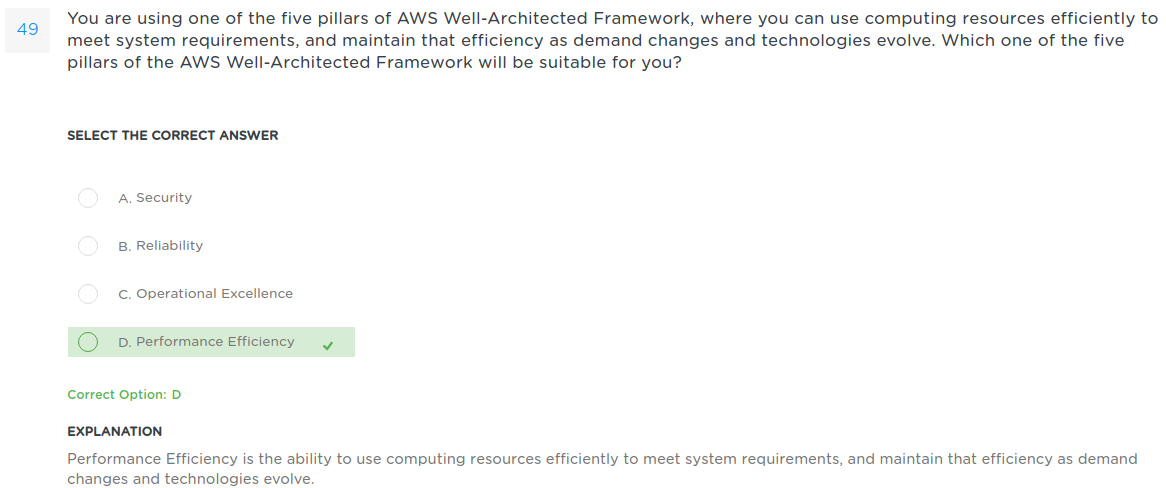 49
You are using one of the five pillars of AWS Well-Architected Framework, where you can use computing resources efficiently to
meet system requirements, and maintain that efficiency as demand changes and technologies evolve. Which one of the five
pillars of the AWS Well-Architected Framework will be suitable for you?
SELECT THE CORRECT ANSWER
A. Security
B. Reliability
C. Operational Excellence
D. Performance Efficiency
Correct Option: D
EXPLANATION
Performance Efficiency is the ability to use computing resources efficiently to meet system requirements, and maintain that efficiency as demand
changes and technologies evolve.